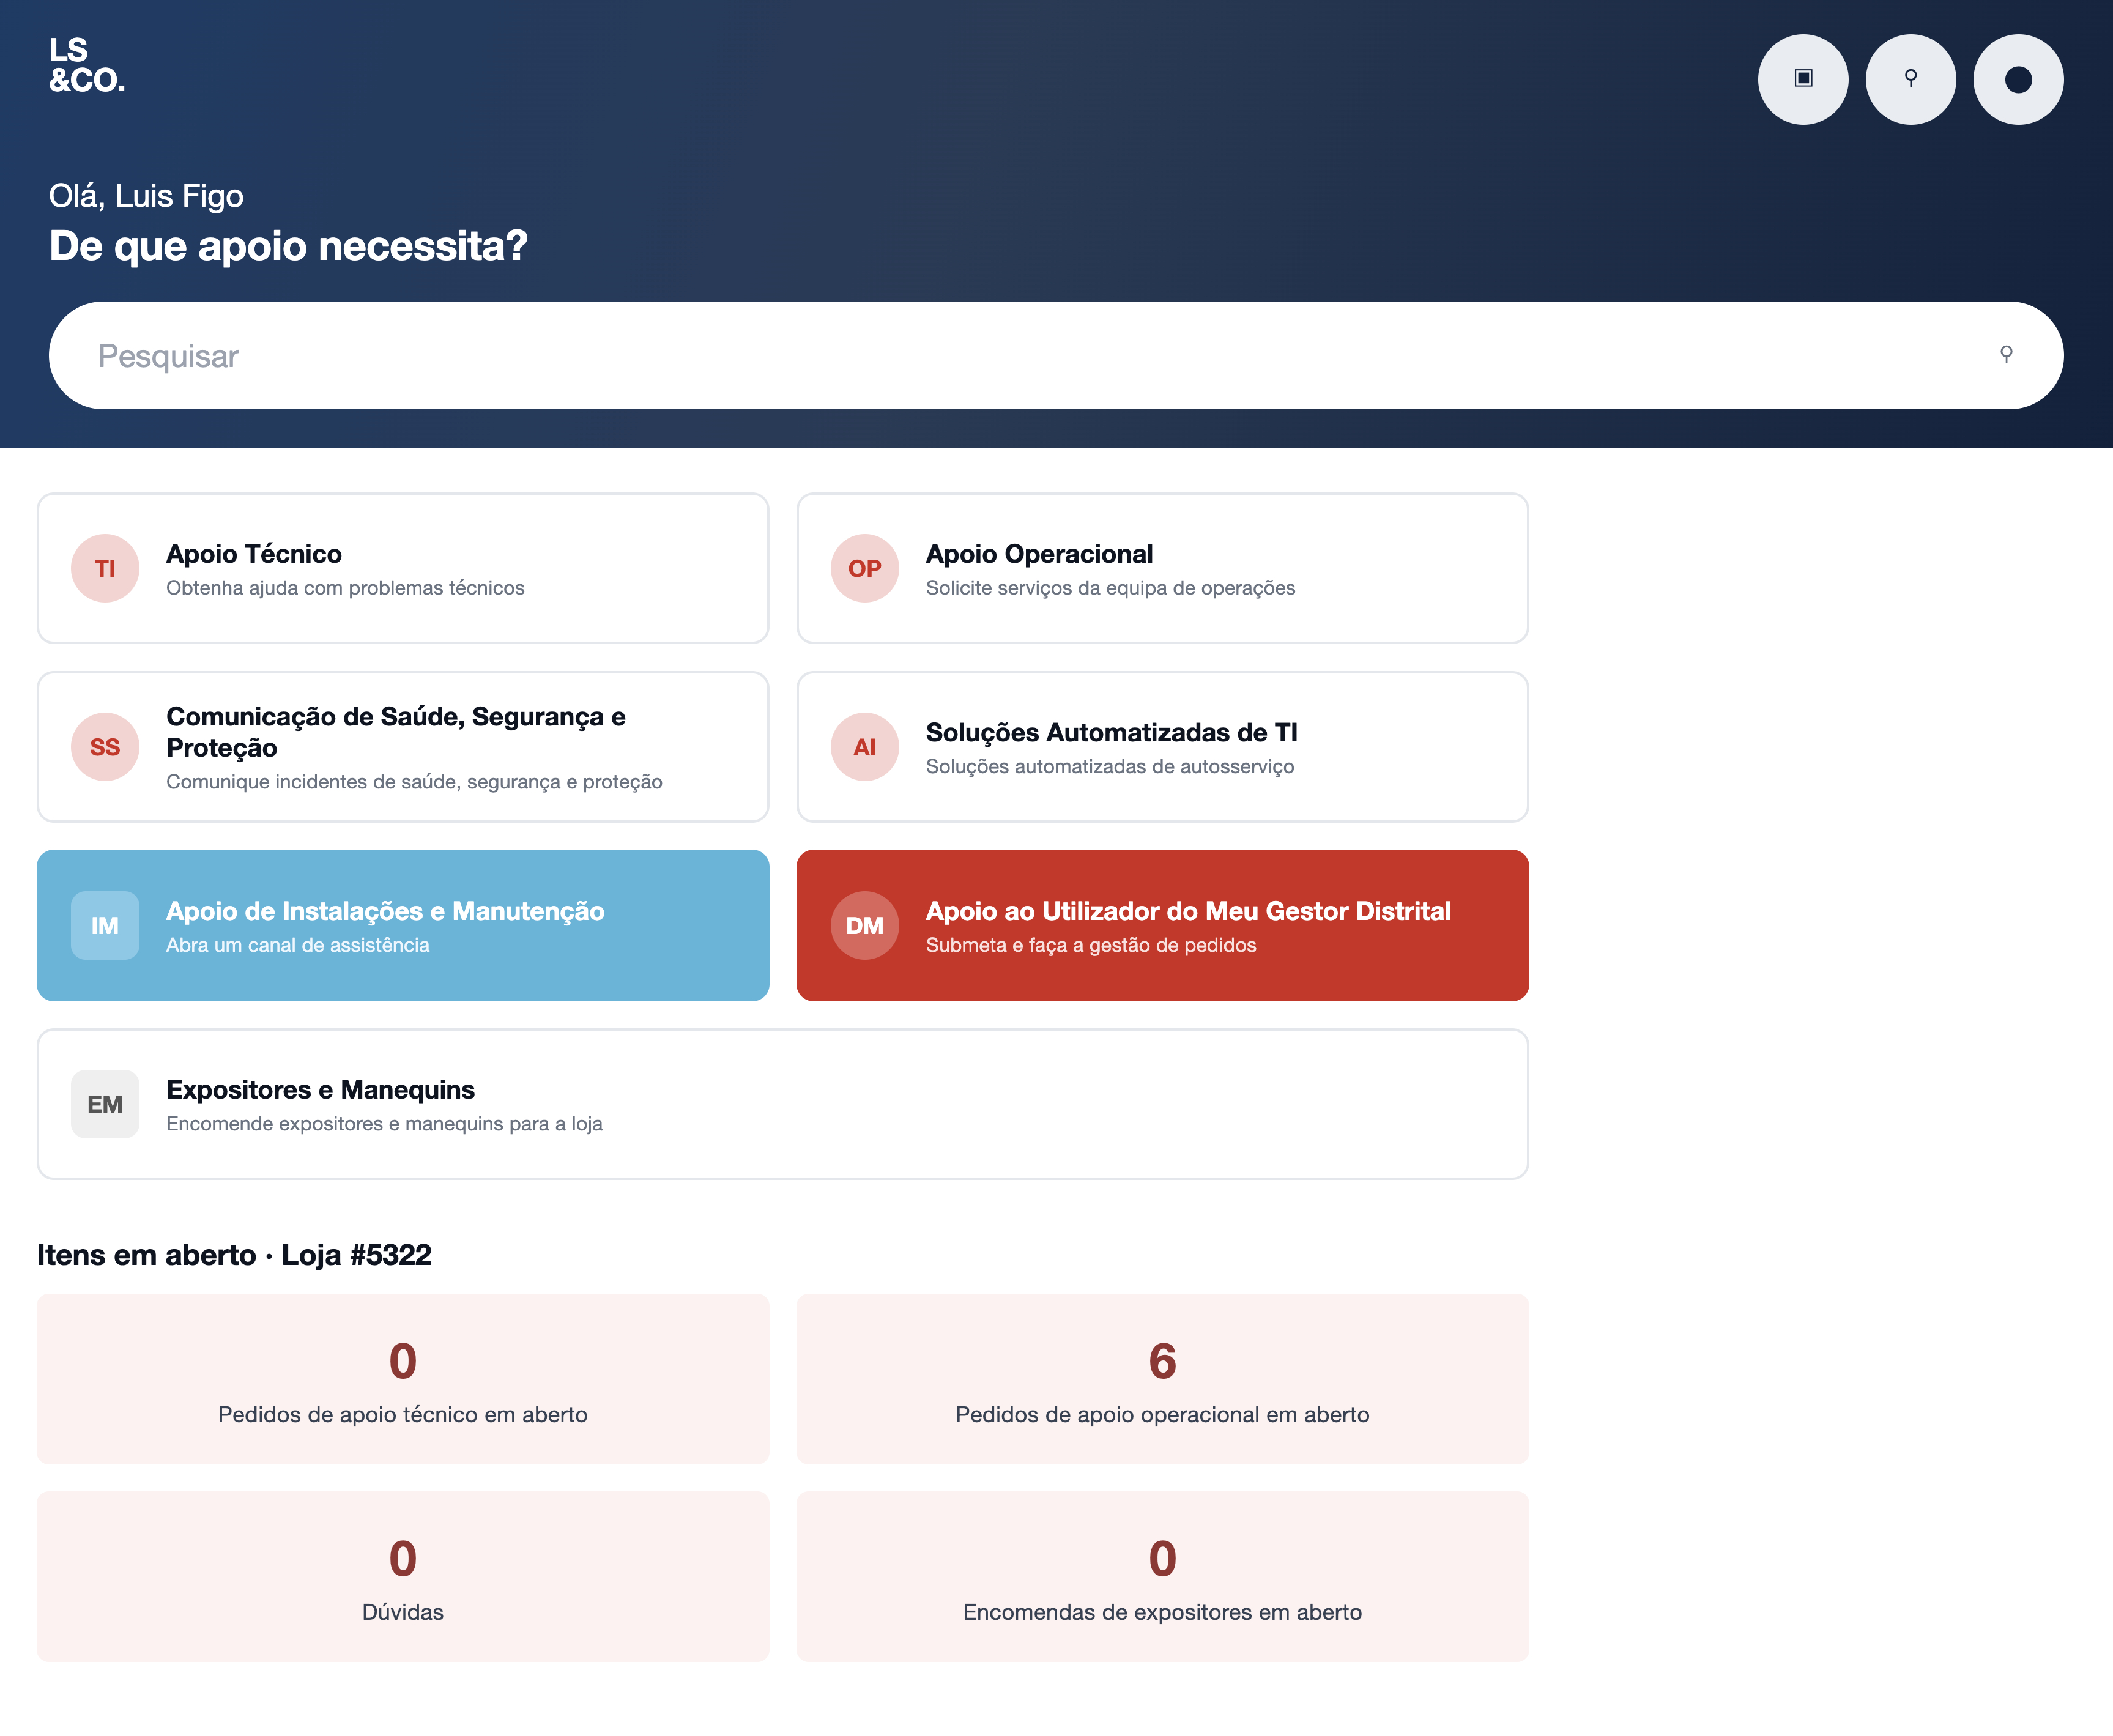 LS
&CO.
Olá, Luis Figo
De que apoio necessita?
Pesquisar
TI
Apoio Técnico
Obtenha ajuda com problemas técnicos
OP
Apoio Operacional
Solicite serviços da equipa de operações
SS
Comunicação de Saúde, Segurança e
Proteção
Comunique incidentes de saúde, segurança e proteção
AI
Soluções Automatizadas de TI
Soluções automatizadas de autosserviço
IM
Apoio de Instalações e Manutenção
Abra um canal de assistência
DM
Apoio ao Utilizador do Meu Gestor Distrital
Submeta e faça a gestão de pedidos
EM
Expositores e Manequins
Encomende expositores e manequins para a loja
Itens em aberto · Loja #5322
0
Pedidos de apoio técnico em aberto
6
Pedidos de apoio operacional em aberto
0
Dúvidas
0
Encomendas de expositores em aberto